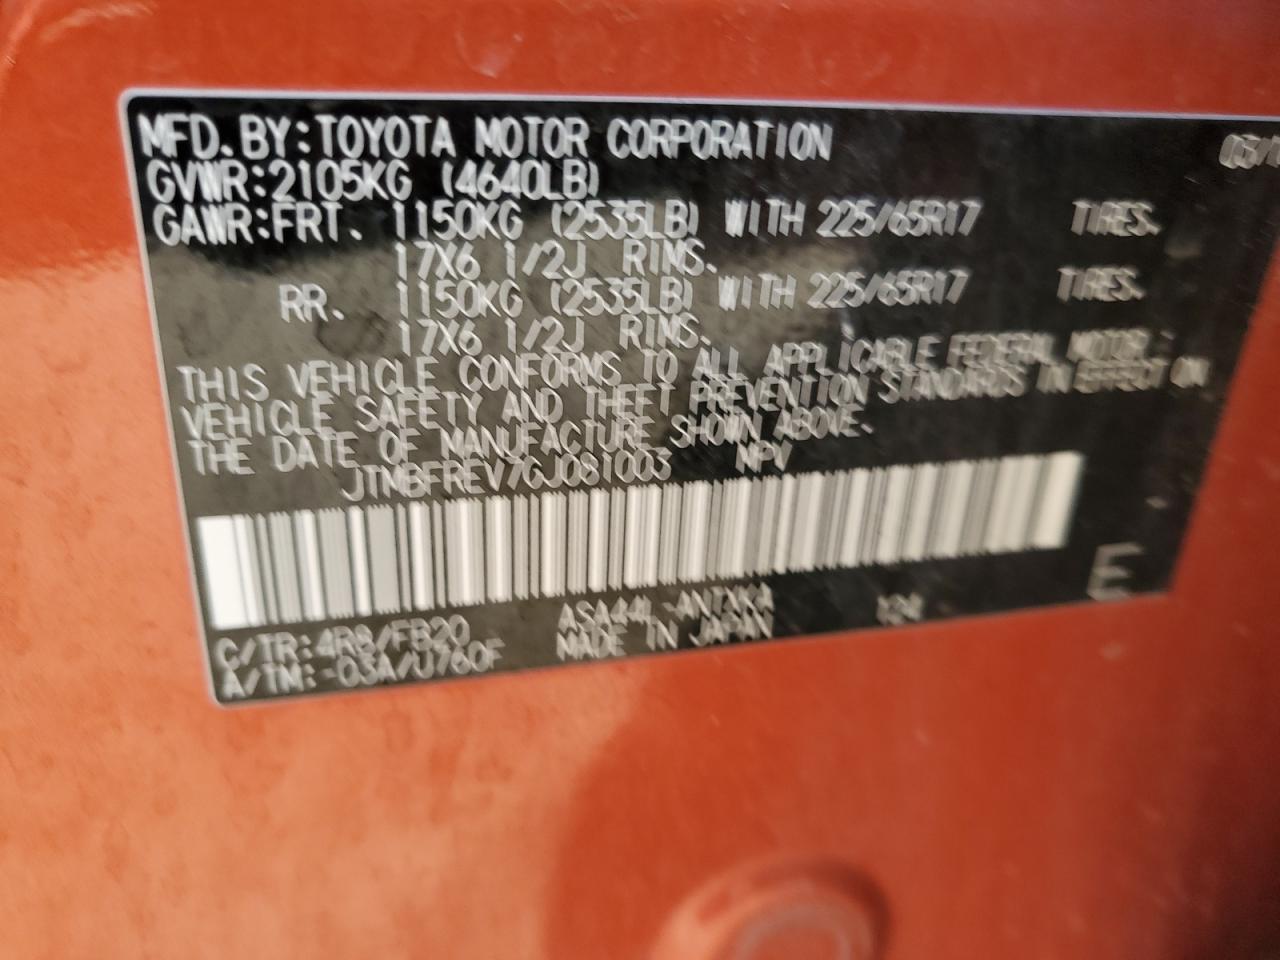 MFD. BY: TOYOTA MOTOR CORPORATION 03/1
GVWR: 2105KG (4640LB)
GAWR: FRT. 1150KG (2535LB) WITH 225/65R17 TIRES.
17X6 1/2J RIMS.
RR. 1150KG (2535LB) WITH 225/65R17 TIRES.
17X6 1/2J RIMS.
THIS VEHICLE CONFORMS TO ALL APPLICABLE FEDERAL MOTOR
VEHICLE SAFETY AND THEFT PREVENTION STANDARDS IN EFFECT ON
THE DATE OF MANUFACTURE SHOWN ABOVE.
JTMBFREV7GJ081003 MPV
C/TR: 4R8/FB20 ASA44L-ANTXKA 124
A/TM: -03A/U760F MADE IN JAPAN
E